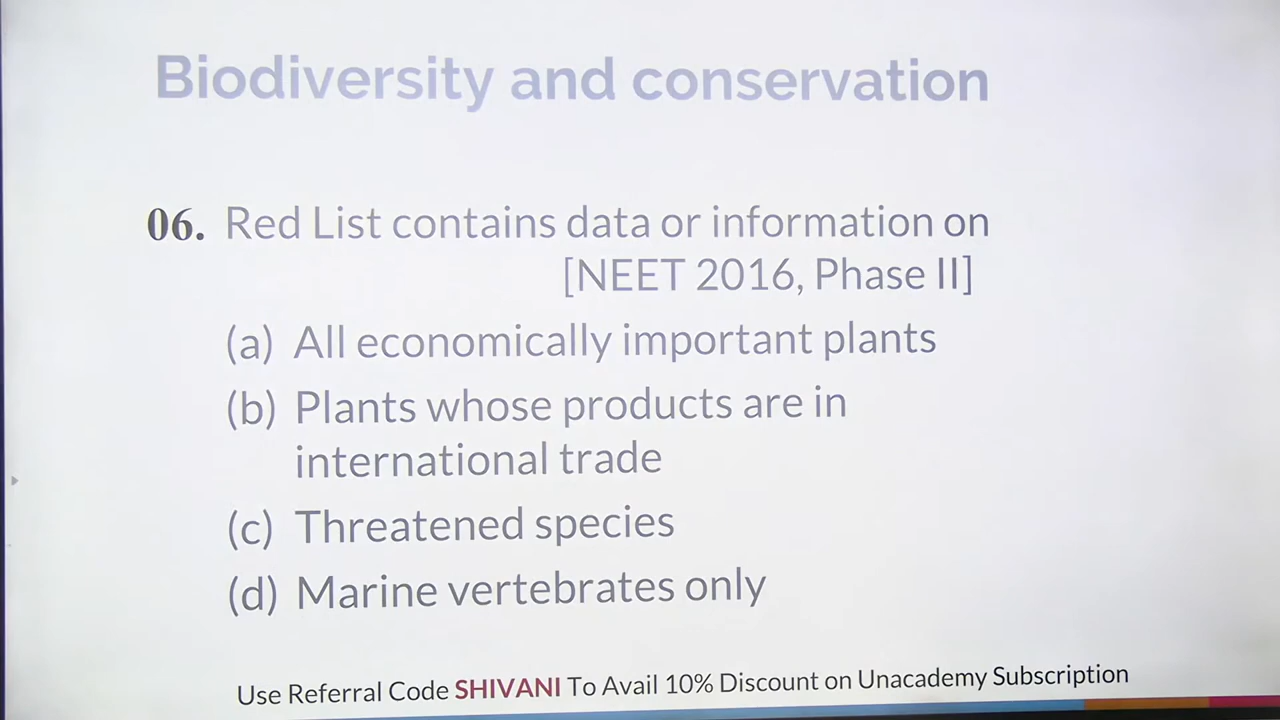 Biodiversity and conservation
06. Red List contains data or information on
[NEET 2016, Phase II]
(a) All economically important plants
(b) Plants whose products are in
international trade
(c) Threatened species
(d) Marine vertebrates only
Use Referral Code SHIVANI To Avail 10% Discount on Unacademy Subscription